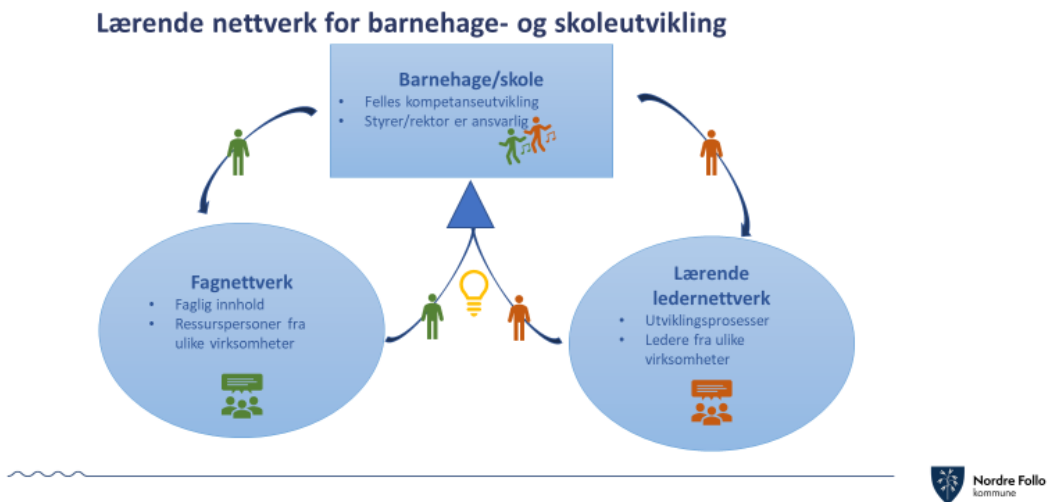 Lærende nettverk for barnehage- og skoleutvikling
Barnehage/skole
• Felles kompetanseutvikling
• Styrer/rektor er ansvarlig
Fagnettverk
• Faglig innhold
• Ressurspersoner fra
ulike virksomheter
Lærende
ledernettverk
• Utviklingsprosesser
• Ledere fra ulike
virksomheter
Nordre Follo
kommune